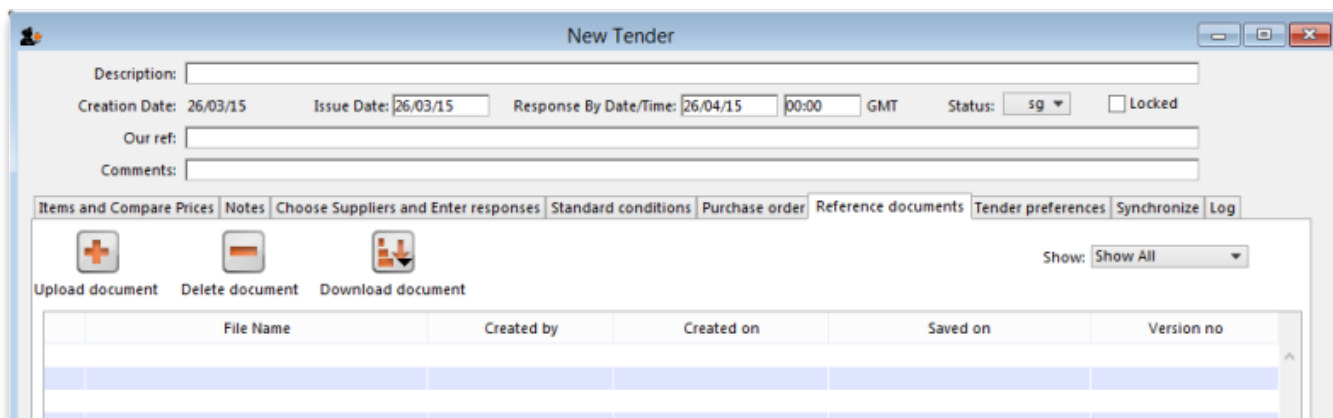 New Tender
Description:
Creation Date: 26/03/15 Issue Date: 26/03/15 Response By Date/Time: 26/04/15 00:00 GMT Status: sg Locked
Our ref:
Comments:
Items and Compare Prices Notes Choose Suppliers and Enter responses Standard conditions Purchase order Reference documents Tender preferences Synchronize Log
Show: Show All
Upload document Delete document Download document
File Name Created by Created on Saved on Version no